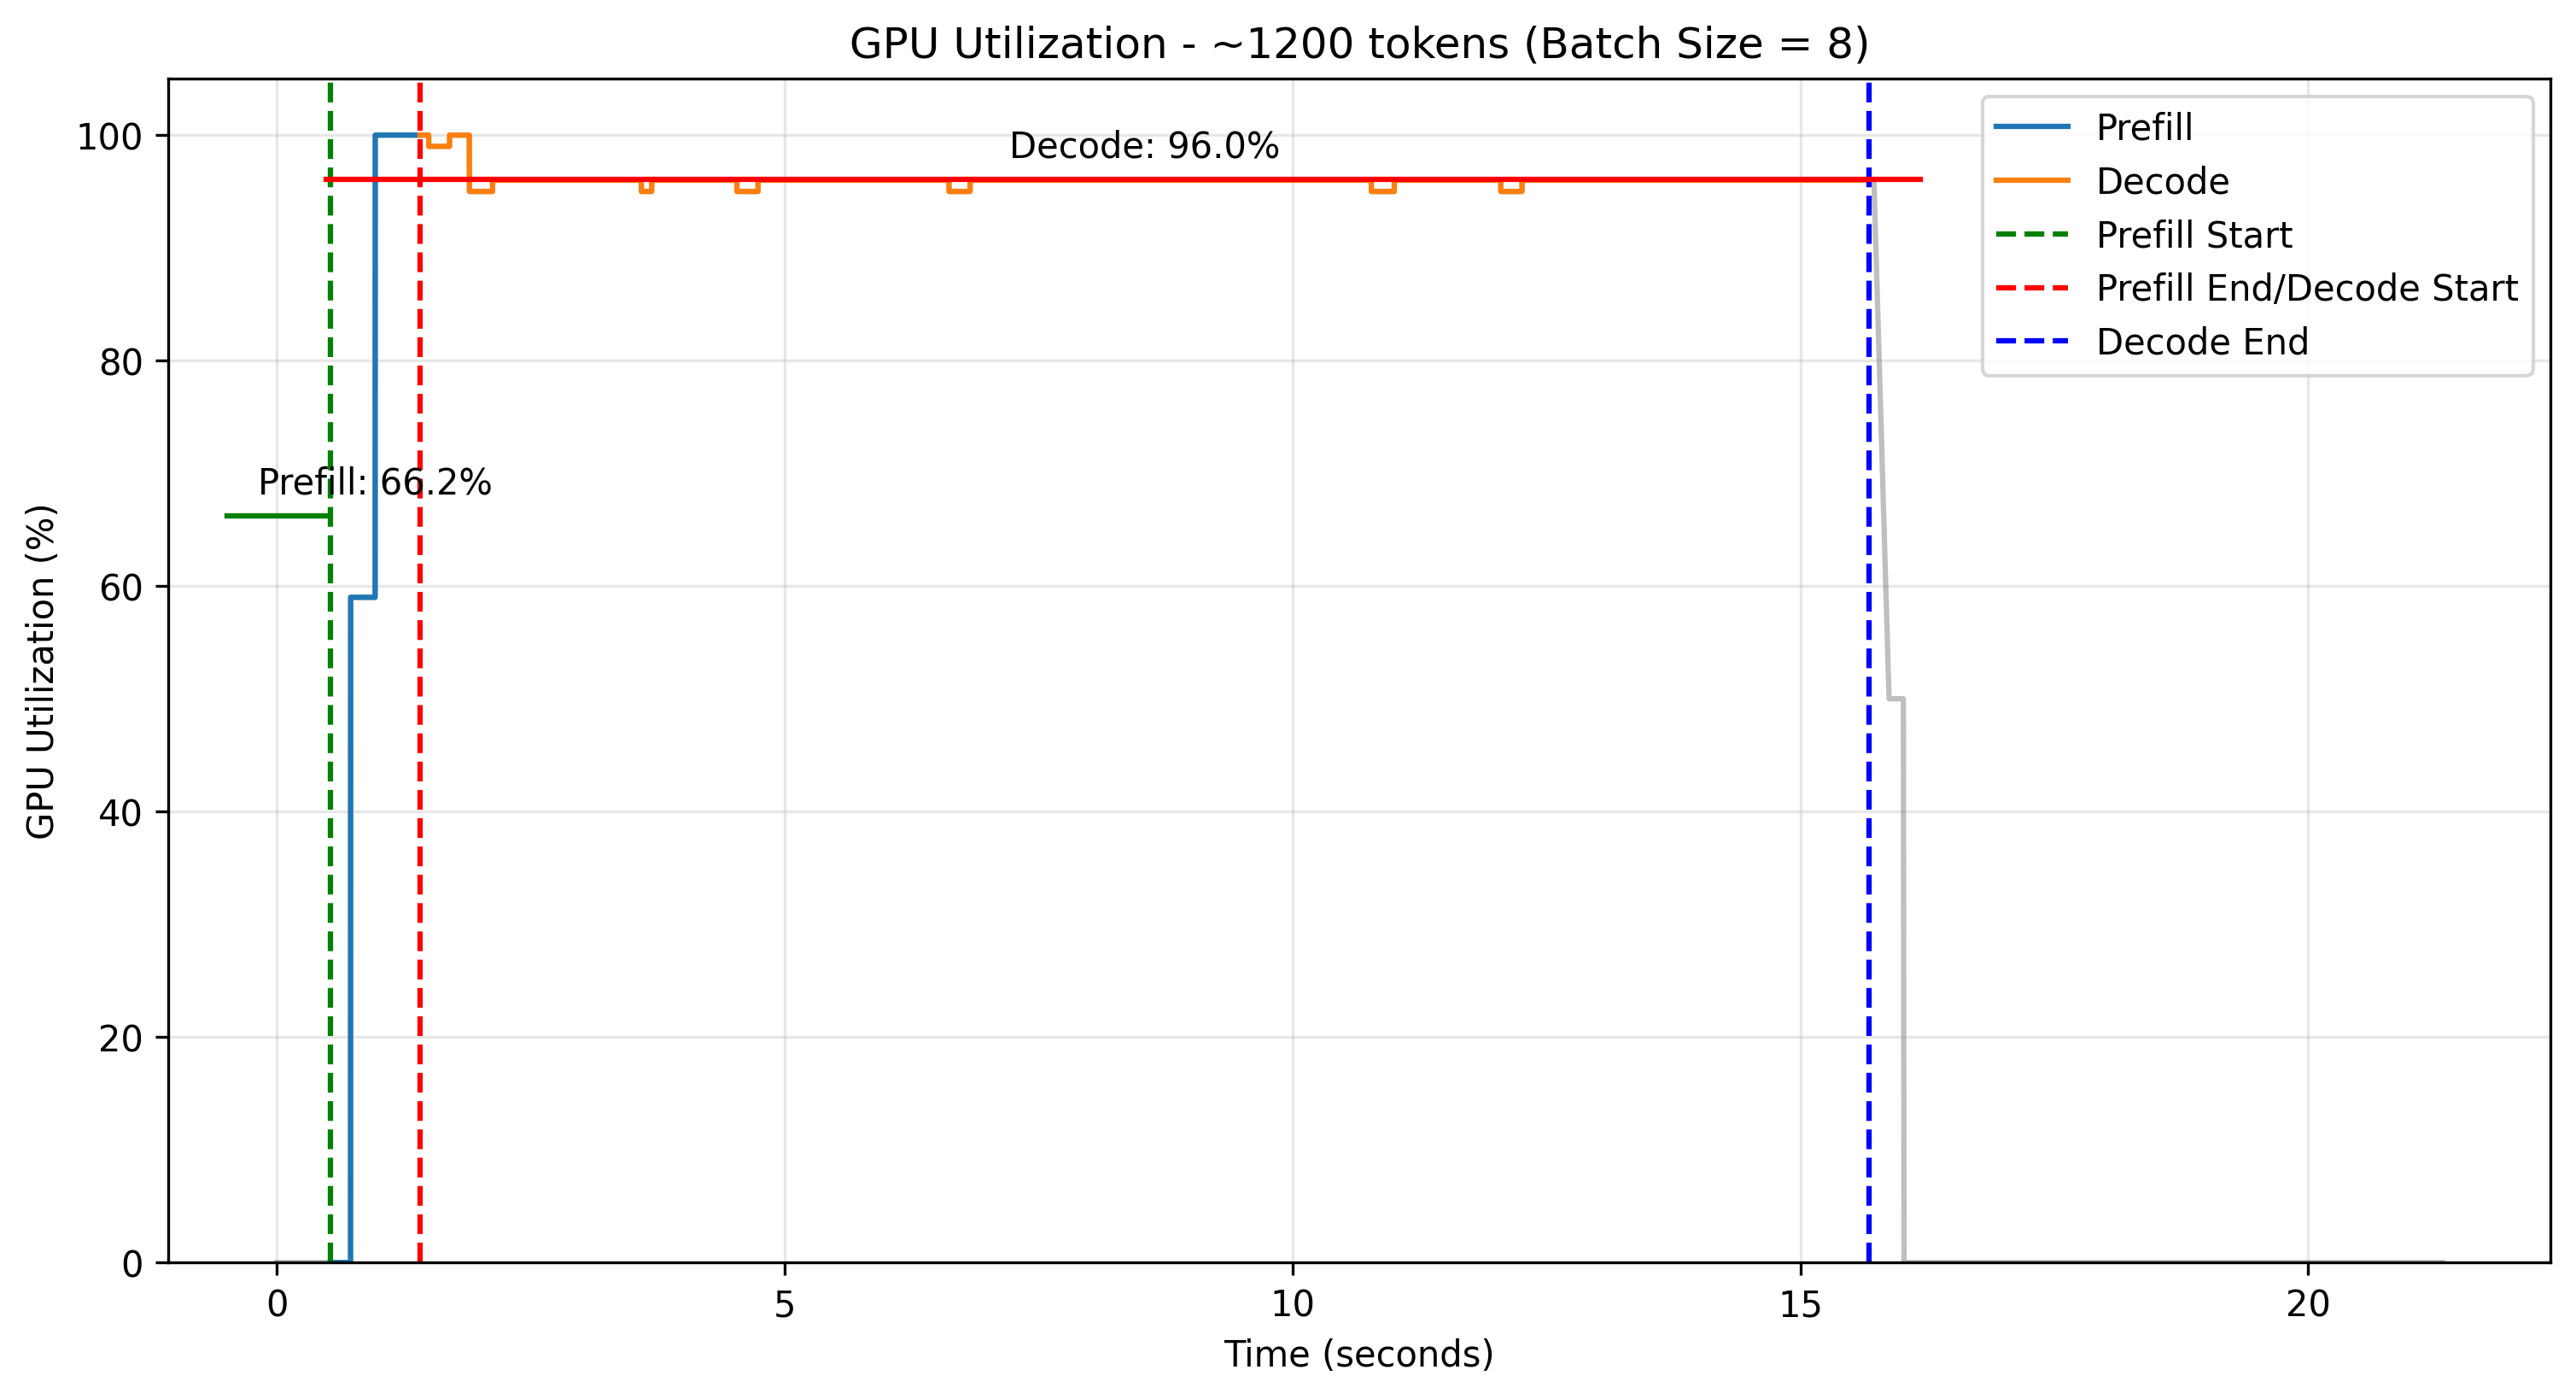 GPU Utilization - ~1200 tokens (Batch Size = 8)
GPU Utilization (%)
100
80
60
40
20
0
Decode: 96.0%
Prefill: 66.2%
Prefill
Decode
Prefill Start
Prefill End/Decode Start
Decode End
0
5
10
15
20
Time (seconds)